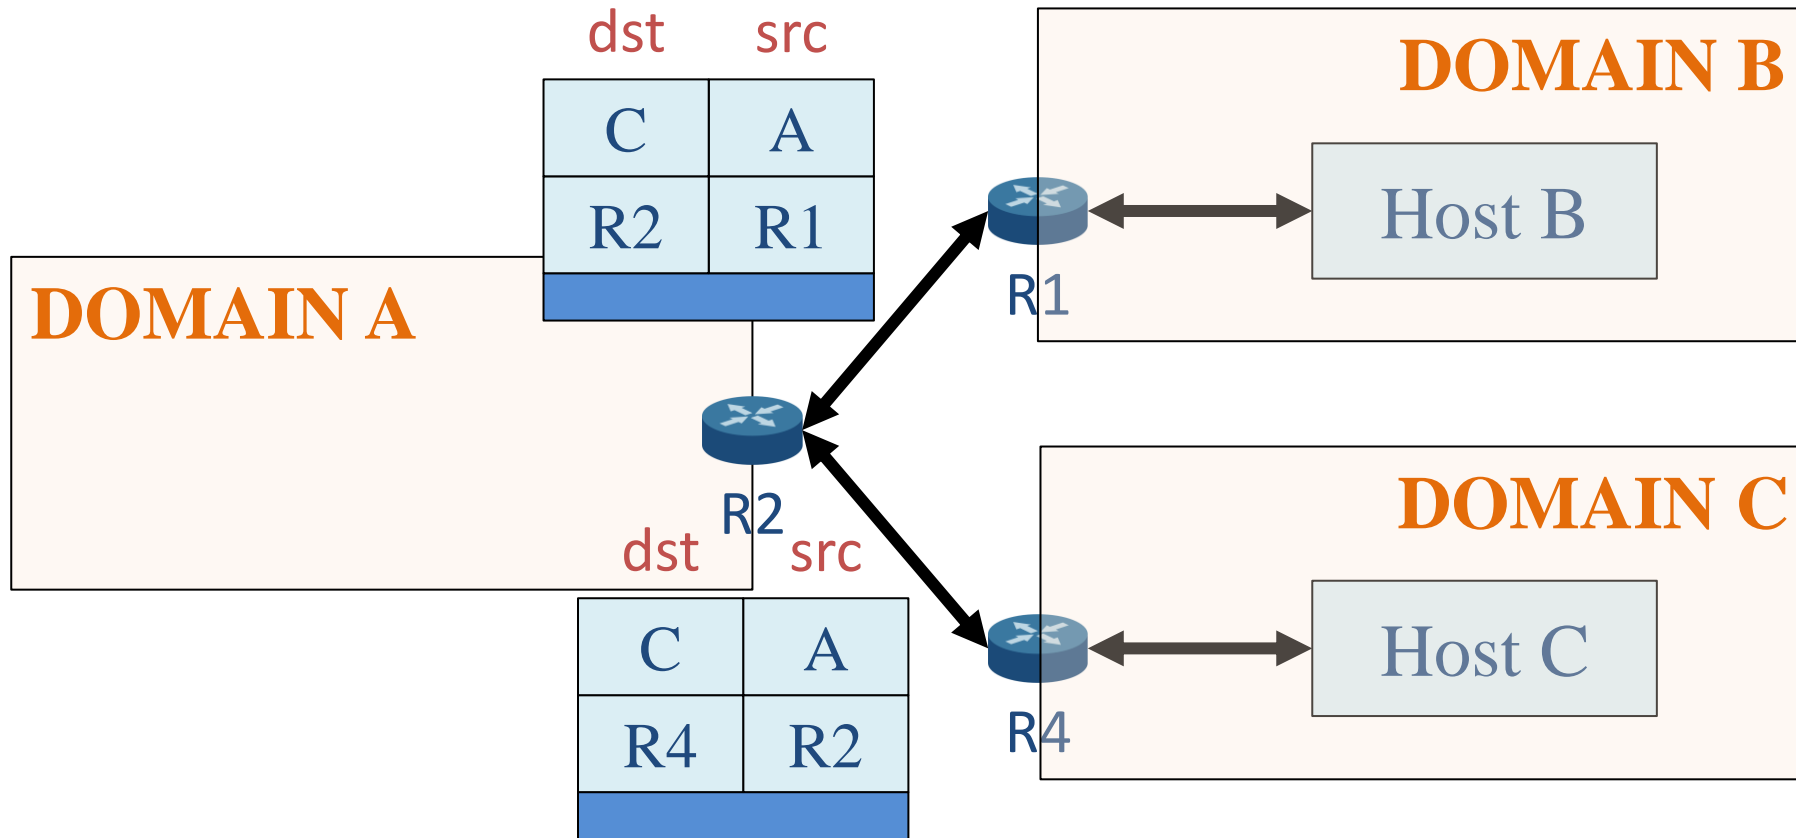 dst src
C A
R2 R1
DOMAIN B
Host B
R1
DOMAIN A
R2
dst src
C A
R4 R2
DOMAIN C
Host C
R4